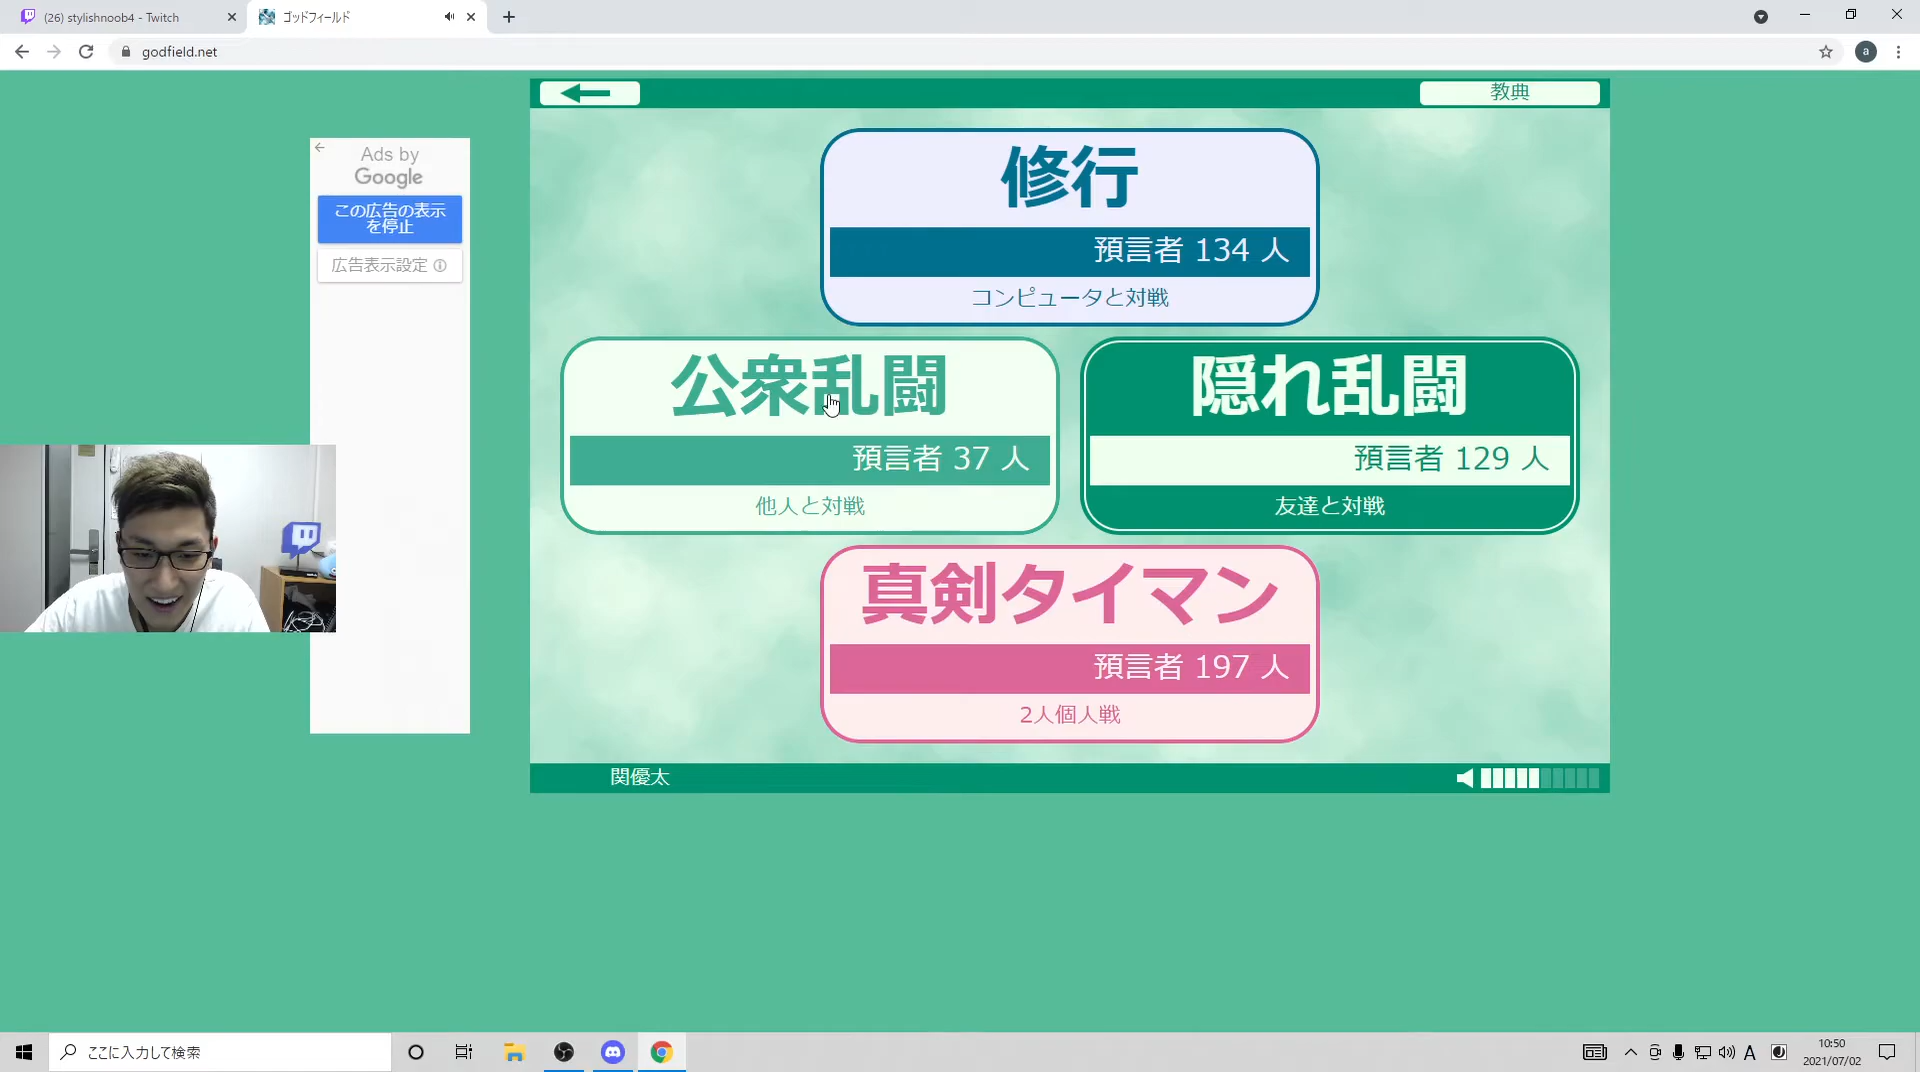 (26) stylishnoob4 - Twitch
ゴッドフィールド
godfield.net
a
教典
Ads by
Google
この広告の表示
を停止
広告表示設定
修行
預言者 134 人
コンピュータと対戦
公衆乱闘
預言者 37 人
他人と対戦
隠れ乱闘
預言者 129 人
友達と対戦
真剣タイマン
預言者 197 人
2人個人戦
関優太
ここに入力して検索
A
10:50
2021/07/02